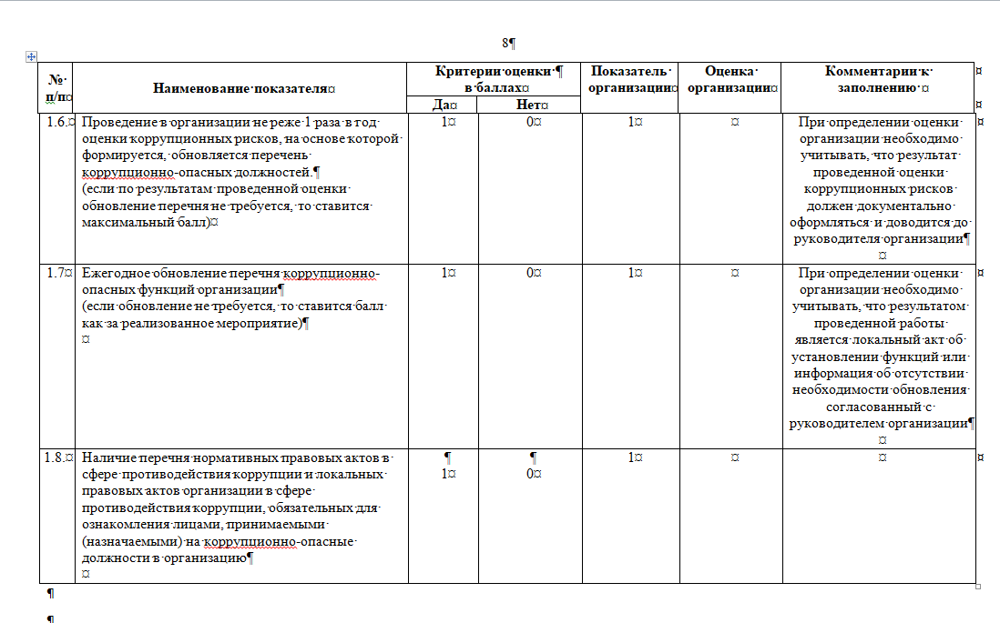 8¶
№ п/п¤
Наименование показателя¤
Критерии оценки ¶
в баллах¤
Да¤
Нет¤
Показатель
организации¤
Оценка
организации¤
Комментарии к
заполнению ¤
1.6.¤
Проведение в организации не реже 1 раза в год
оценки коррупционных рисков, на основе которой
формируется, обновляется перечень
коррупционно-опасных должностей.¶
(если по результатам проведенной оценки
обновление перечня не требуется, то ставится
максимальный балл)¤
1¤
0¤
1¤
¤
При определении оценки
организации необходимо
учитывать, что результат
проведенной оценки
коррупционных рисков
должен документально
оформляться и доводится до
руководителя организации¶
¤
1.7¤
Ежегодное обновление перечня коррупционно-
опасных функций организации¶
(если обновление не требуется, то ставится балл
как за реализованное мероприятие)¶
¤
1¤
0¤
1¤
¤
При определении оценки
организации необходимо
учитывать, что результатом
проведенной работы
является локальный акт об
установлении функций или
информация об отсутствии
необходимости обновления
согласованный с
руководителем организации¶
¤
1.8.¤
Наличие перечня нормативных правовых актов в
сфере противодействия коррупции и локальных
правовых актов организации в сфере
противодействия коррупции, обязательных для
ознакомления лицами, принимаемыми
(назначаемыми) на коррупционно-опасные
должности в организацию¶
¤
¶
1¤
¶
0¤
1¤
¤
¤
¶
¶